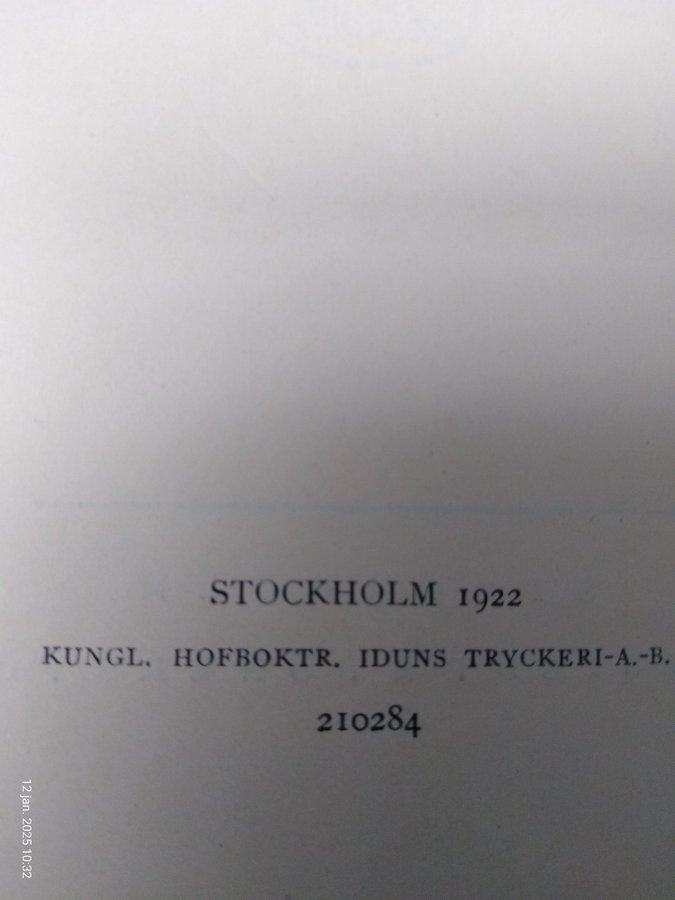 STOCKHOLM 1922
KUNGL. HOFBOKTR. IDUNS TRYCKERI-A.-B.
210284
12 jan. 2025 10:32